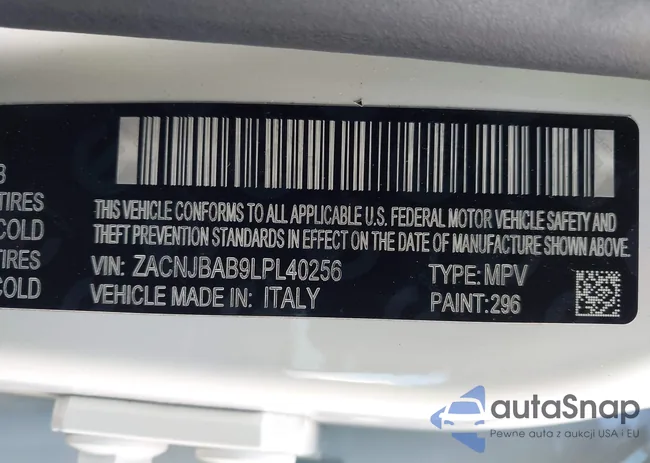 3
TIRES
COLD
TIRES
COLD
THIS VEHICLE CONFORMS TO ALL APPLICABLE U.S. FEDERAL MOTOR VEHICLE SAFETY AND
THEFT PREVENTION STANDARDS IN EFFECT ON THE DATE OF MANUFACTURE SHOWN ABOVE.
VIN: ZACNJBAB9LPL40256 TYPE: MPV
VEHICLE MADE IN: ITALY PAINT: 296
autaSnap
Pewne auta z aukcji USA i EU